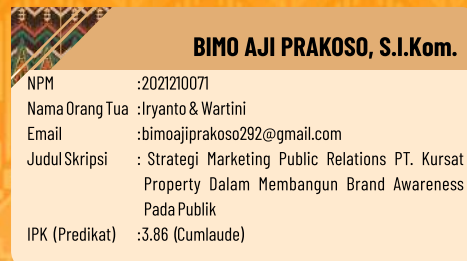 BIMO AJI PRAKOSO, S.I.Kom.
NPM :2021210071
Nama Orang Tua :Iryanto & Wartini
Email :bimoajiprakoso292@gmail.com
Judul Skripsi : Strategi Marketing Public Relations PT. Kursat
Property Dalam Membangun Brand Awareness
Pada Publik
IPK (Predikat) :3.86 (Cumlaude)